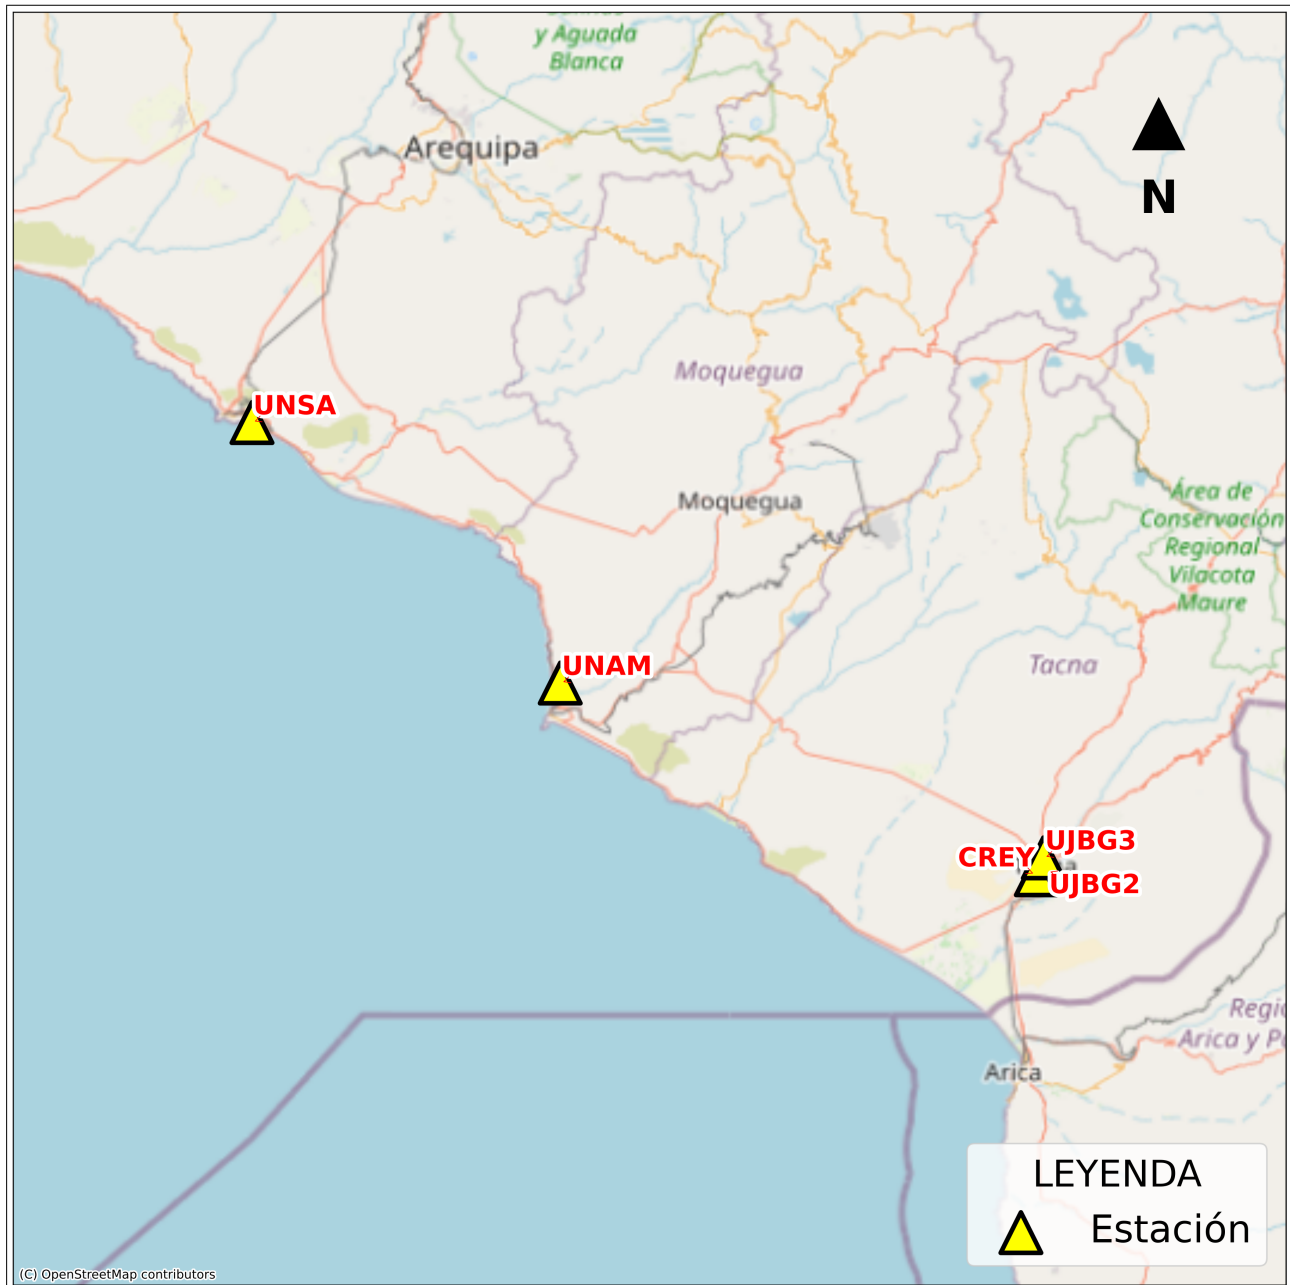 y Aguada
Blanca
Arequipa
N
Moquegua
UNSA
Moquegua
Área de
Conservación
Regional
Vilacota
Maure
UNAM
Tacna
UJBG3
CREY
UJBG2
Arica y P
Arica
LEYENDA
Estación
(C) OpenStreetMap contributors